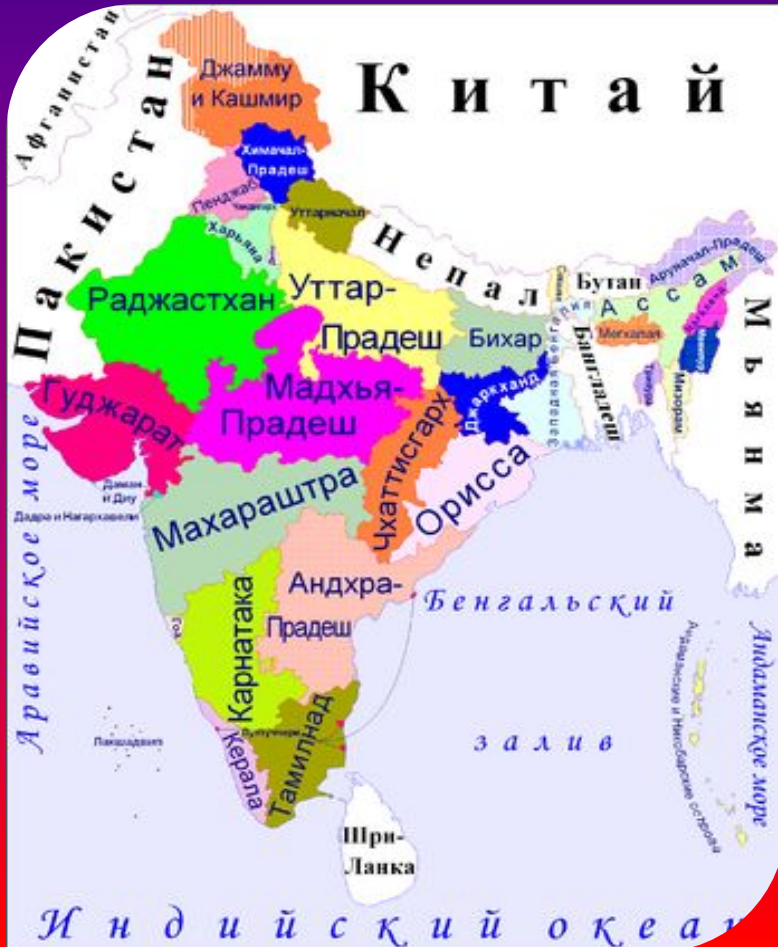 Афганистан
Пакистан
Китай
Джамму
и Кашмир
Химачал-
Прадеш
Пенджаб
Чандигарх
Уттаранчал
Харьяна
Непал
Раджастхан
Уттар-
Прадеш
Бихар
Бутан
Аруначал-Прадеш
Ассам
Нагаленд
Манипур
Мегхалая
Трипура
Мизорам
Мьянма
Бангладеш
Западная Бенгалия
Джаркханд
Гуджарат
Мадхья-
Прадеш
Чхаттисгарх
Орисса
Даман
и Диу
Дадра и Нагархавели
Махараштра
Андхра-
Прадеш
Гоа
Карнатака
Аравийское море
Бенгальский
залив
Андаманские и Никобарские острова
Андаманское море
Лакшадвип
Керала
Тамилнад
Шри-
Ланка
Индийский океан